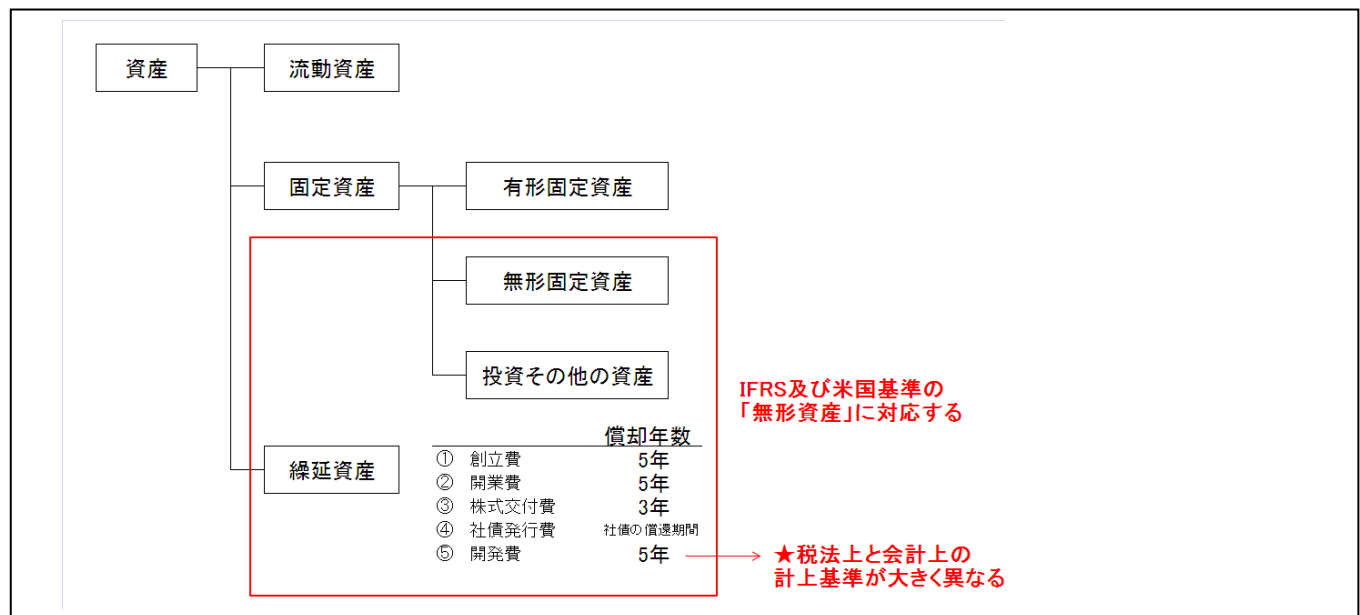 資産
流動資産
固定資産
有形固定資産
無形固定資産
投資その他の資産
IFRS及び米国基準の
「無形資産」に対応する
繰延資産
償却年数
① 創立費 5年
② 開業費 5年
③ 株式交付費 3年
④ 社債発行費 社債の償還期間
⑤ 開発費 5年
★税法上と会計上の
計上基準が大きく異なる